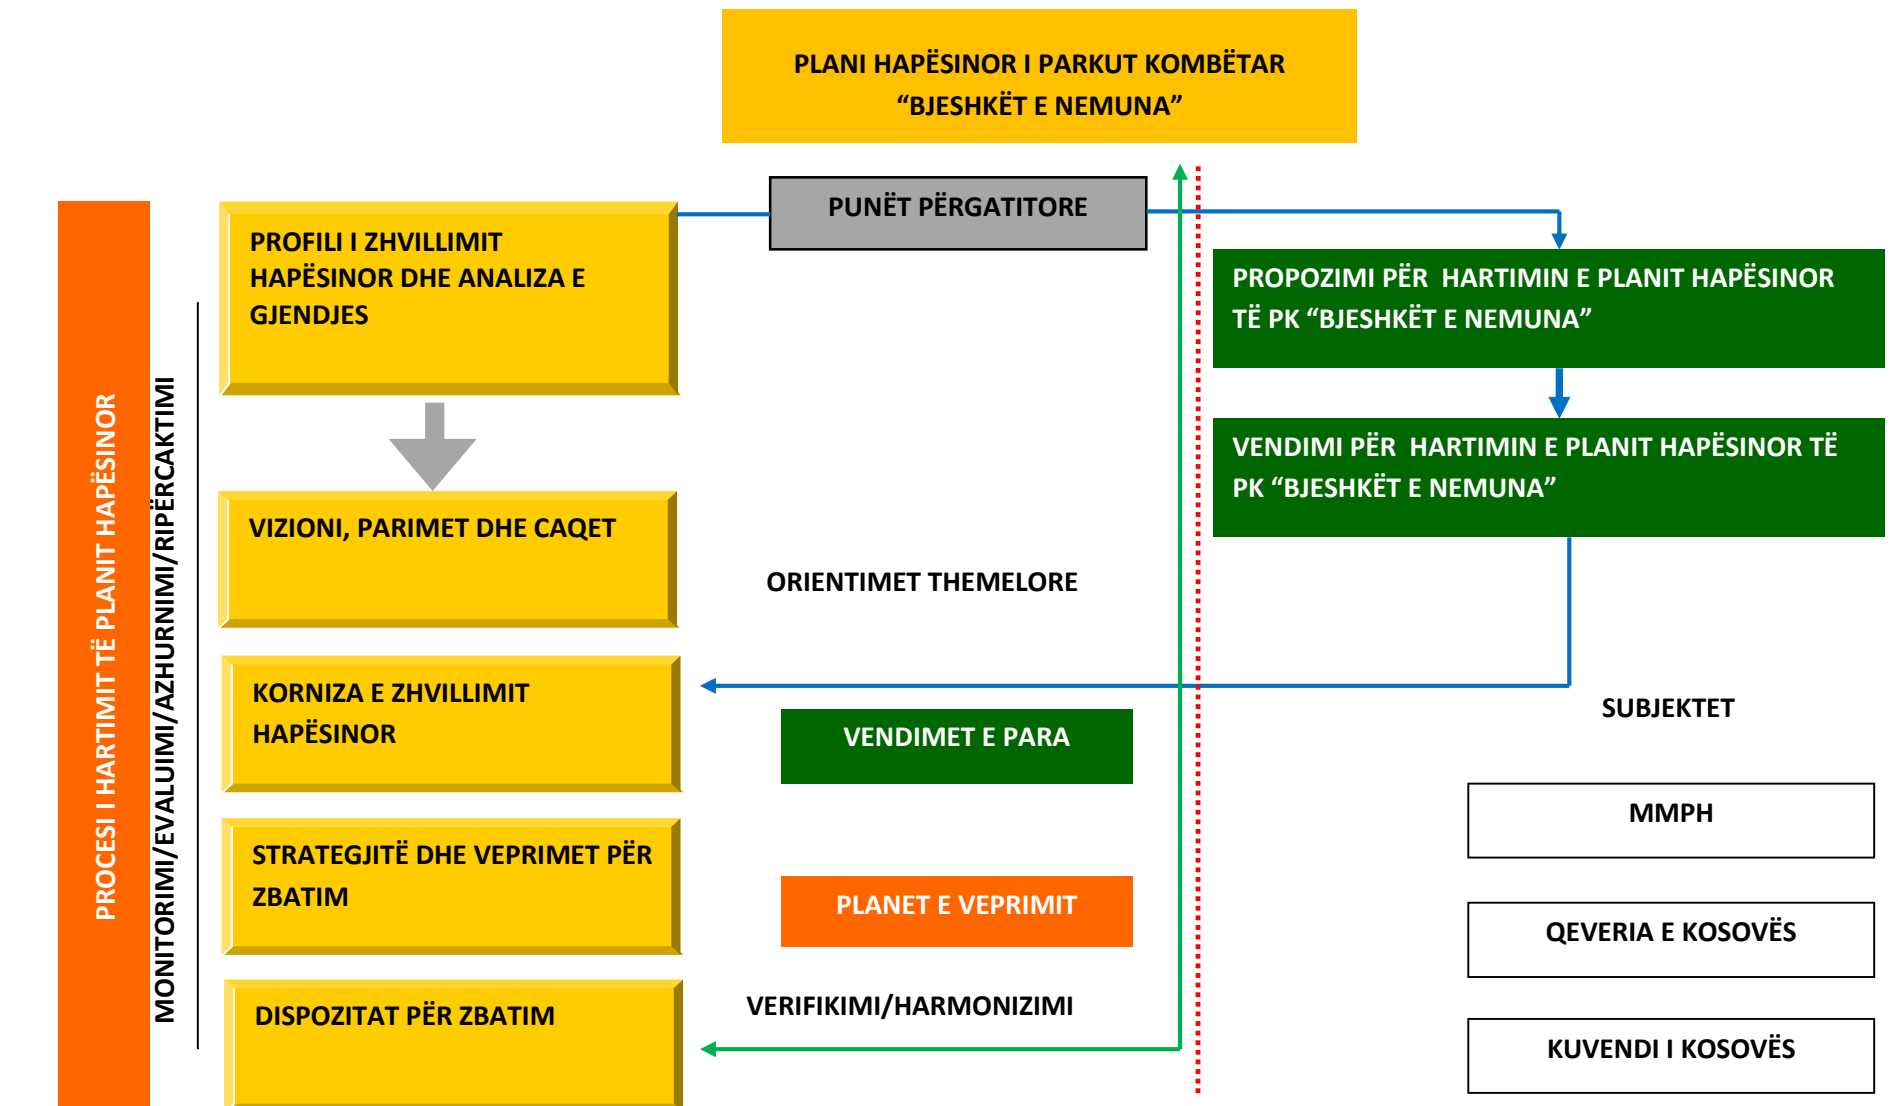 PLANI HAPËSINOR I PARKUT KOMBËTAR
“BJESHKËT E NEMUNA”
PUNËT PËRGATITORE
PROCESI I HARTIMIT TË PLANIT HAPËSINOR
MONITORIMI/EVALUIMI/AZHURNIMI/RIPËRCAKTIMI
PROFILI I ZHVILLIMIT
HAPËSINOR DHE ANALIZA E
GJENDJES
VIZIONI, PARIMET DHE CAQET
KORNIZA E ZHVILLIMIT
HAPËSINOR
STRATEGJITË DHE VEPRIMET PËR
ZBATIM
DISPOZITAT PËR ZBATIM
ORIENTIMET THEMELORE
VENDIMET E PARA
PLANET E VEPRIMIT
VERIFIKIMI/HARMONIZIMI
PROPOZIMI PËR  HARTIMIN E PLANIT HAPËSINOR
TË PK “BJESHKËT E NEMUNA”
VENDIMI PËR  HARTIMIN E PLANIT HAPËSINOR TË
PK “BJESHKËT E NEMUNA”
SUBJEKTET
MMPH
QEVERIA E KOSOVËS
KUVENDI I KOSOVËS